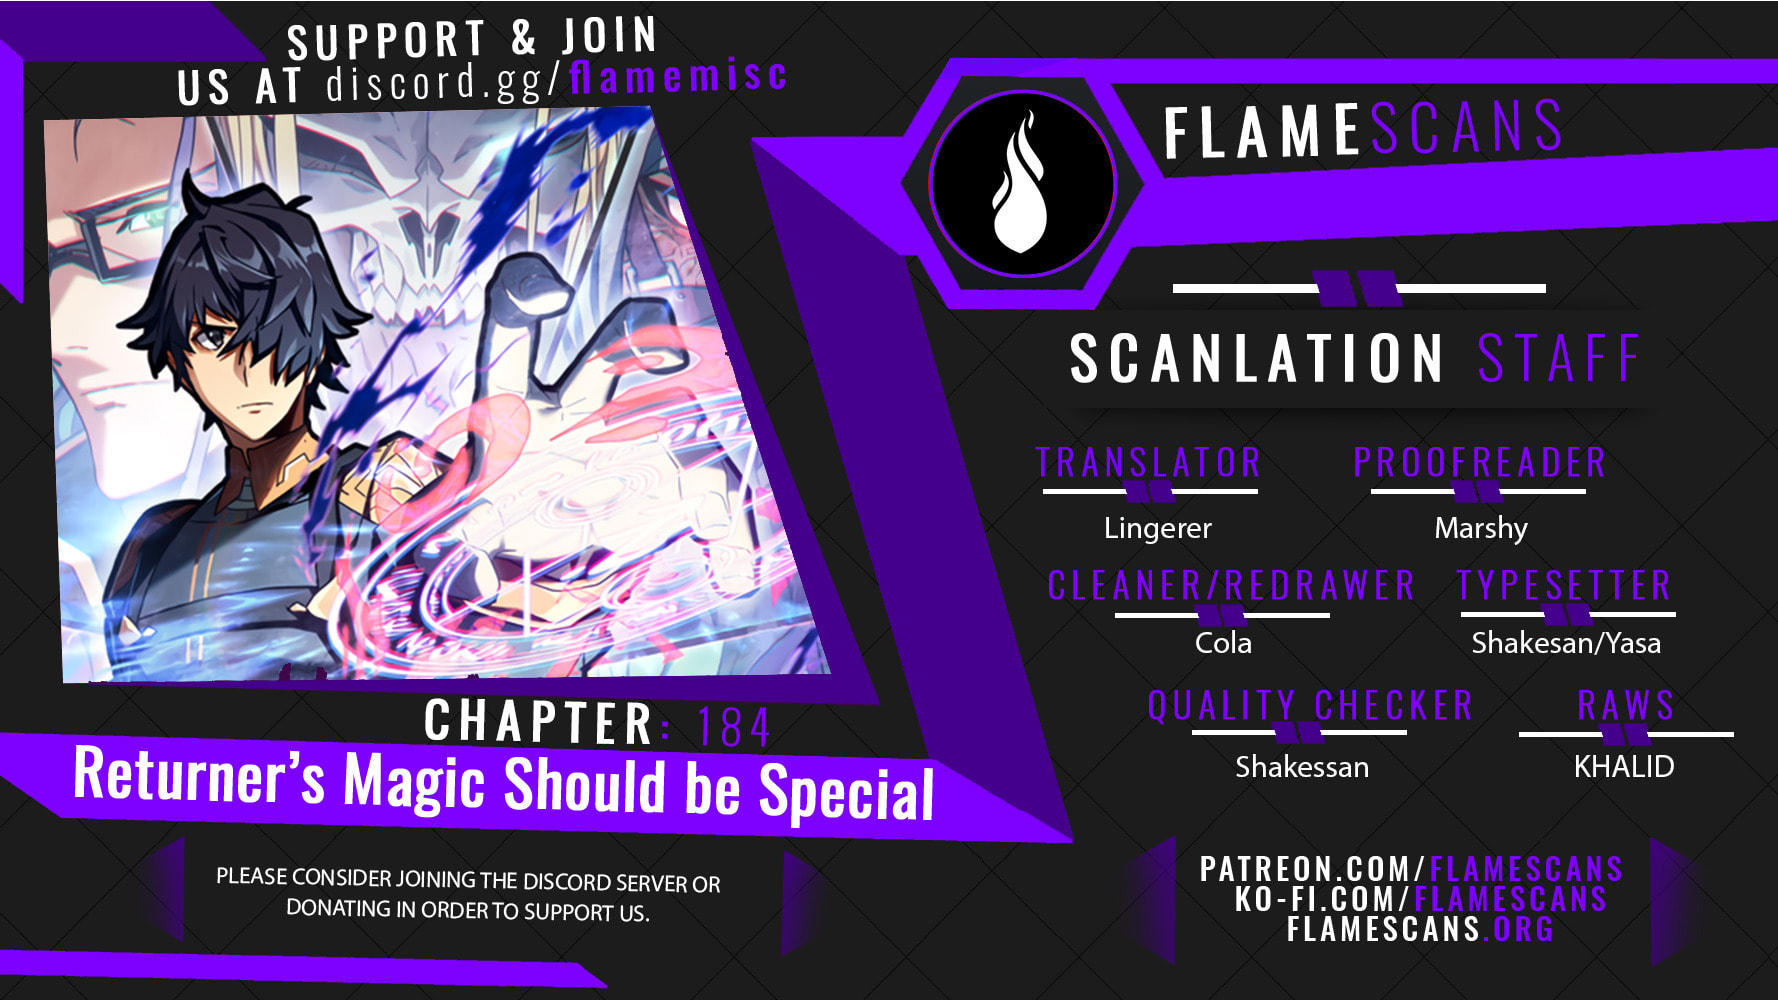 SUPPORT & JOIN
US AT discord.gg/flamemisc
CHAPTER: 184
Returner's Magic Should be Special
PLEASE CONSIDER JOINING THE DISCORD SERVER OR
DONATING IN ORDER TO SUPPORT US.
FLAMESCANS
SCANLATION STAFF
TRANSLATOR PROOFREADER
Lingerer Marshy
CLEANER/REDRAWER TYPESETTER
Cola Shakesan/Yasa
QUALITY CHECKER RAWS
Shakessan KHALID
PATREON.COM/FLAMESCANS
KO-FI.COM/FLAMESCANS
FLAMESCANS.ORG